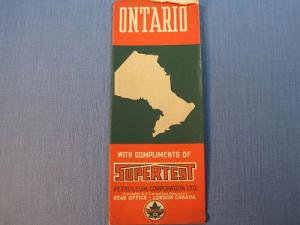 ONTARIO
WITH COMPLIMENTS OF
SUPERTEST
PETROLEUM CORPORATION LTD.
HEAD OFFICE - LONDON CANADA